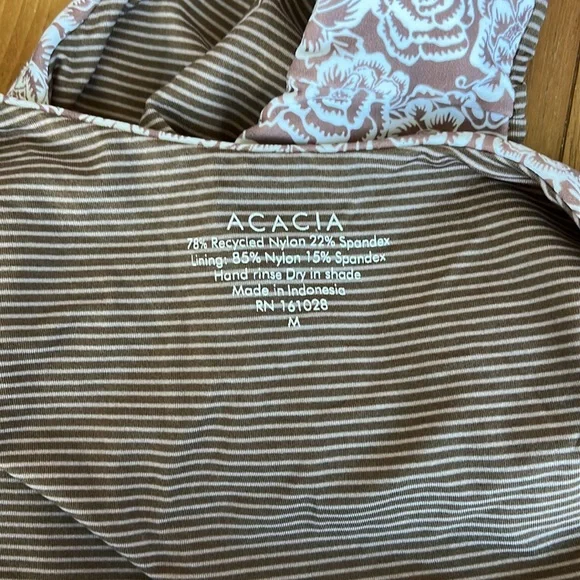 ACACIA
78% Recycled Nylon 22% Spandex
Lining: 85% Nylon 15% Spandex
Hand rinse Dry in shade
Made in Indonesia
RN 161028
M